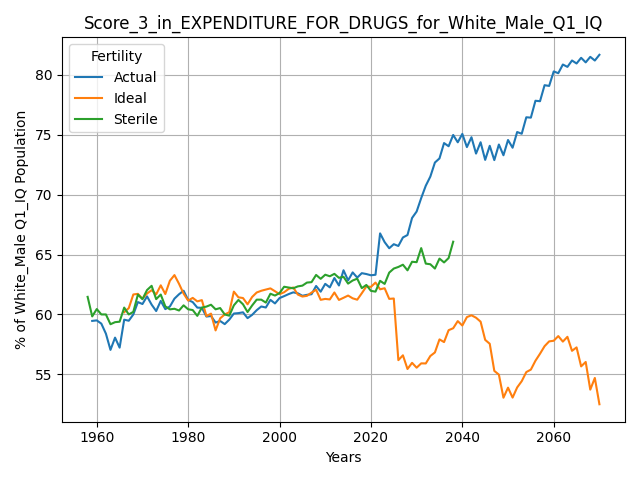 Score_3_in_EXPENDITURE_FOR_DRUGS_for_White_Male_Q1_IQ
Fertility
Actual
Ideal
Sterile
% of White_Male Q1_IQ Population
80
75
70
65
60
55
1960
1980
2000
2020
2040
2060
Years